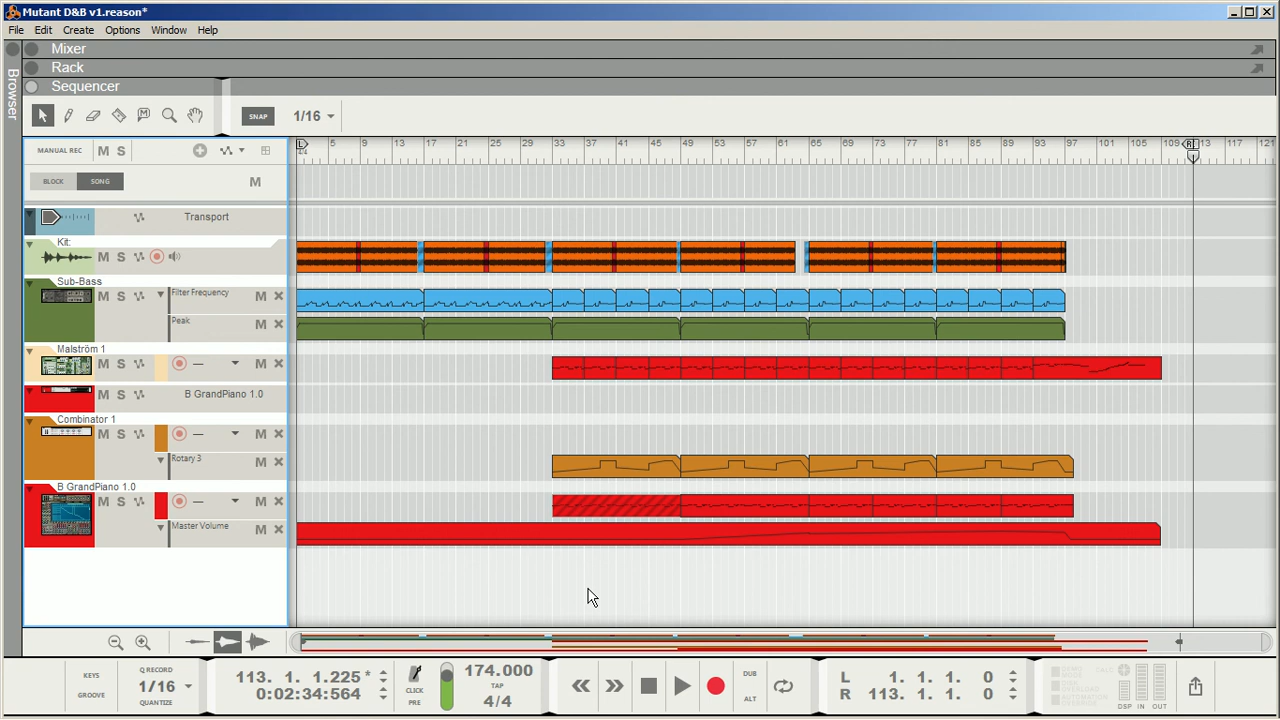 Mutant D&B v1.reason*
File Edit Create Options Window Help
Mixer
Rack
Sequencer
Browser
SNAP 1/16
MANUAL REC M S
5 9 13 17 21 25 29 33 37 41 45 49 53 57 61 65 69 73 77 81 85 89 93 97 101 105 109 113 117 121
L 4/4
BLOCK SONG M
Transport
Kit:
M S
Sub-Bass
M S Filter Frequency M
Peak M
Malström 1
M S M
M S B GrandPiano 1.0
Combinator 1
M S M
Rotary 3 M
B GrandPiano 1.0
M S M
Master Volume M
KEYS
GROOVE
Q RECORD
1/16
QUANTIZE
113. 1. 1.225 *
0:02:34:564
CLICK
PRE
174.000
TAP
4/4
DUB
ALT
L 1. 1. 1. 0
R 113. 1. 1. 0
CALC
DSP IN OUT